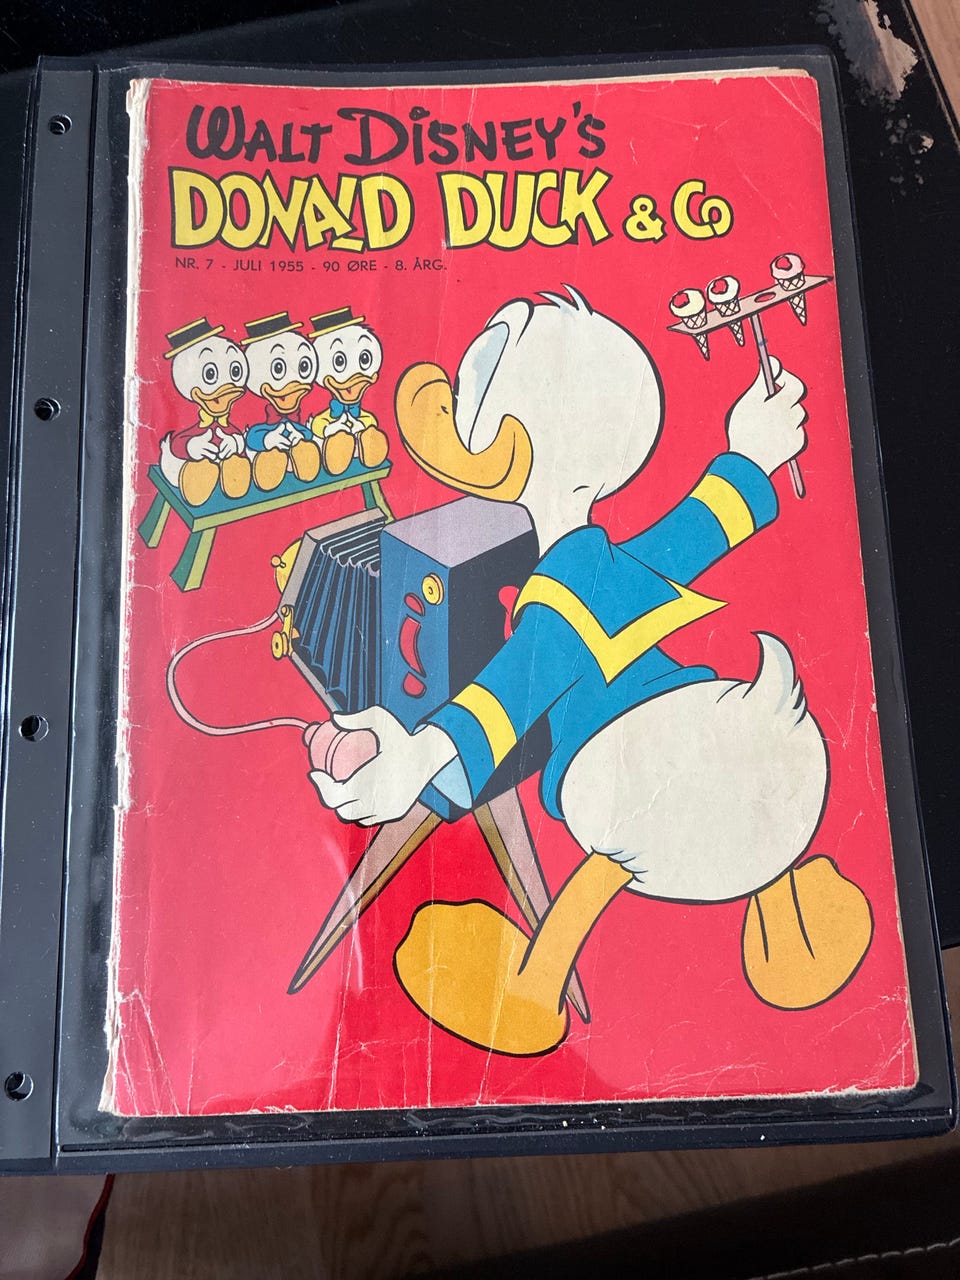 WALT DISNEY'S
DONALD DUCK & Co
NR. 7 - JULI 1955 - 90 ØRE - 8. ÅRG.